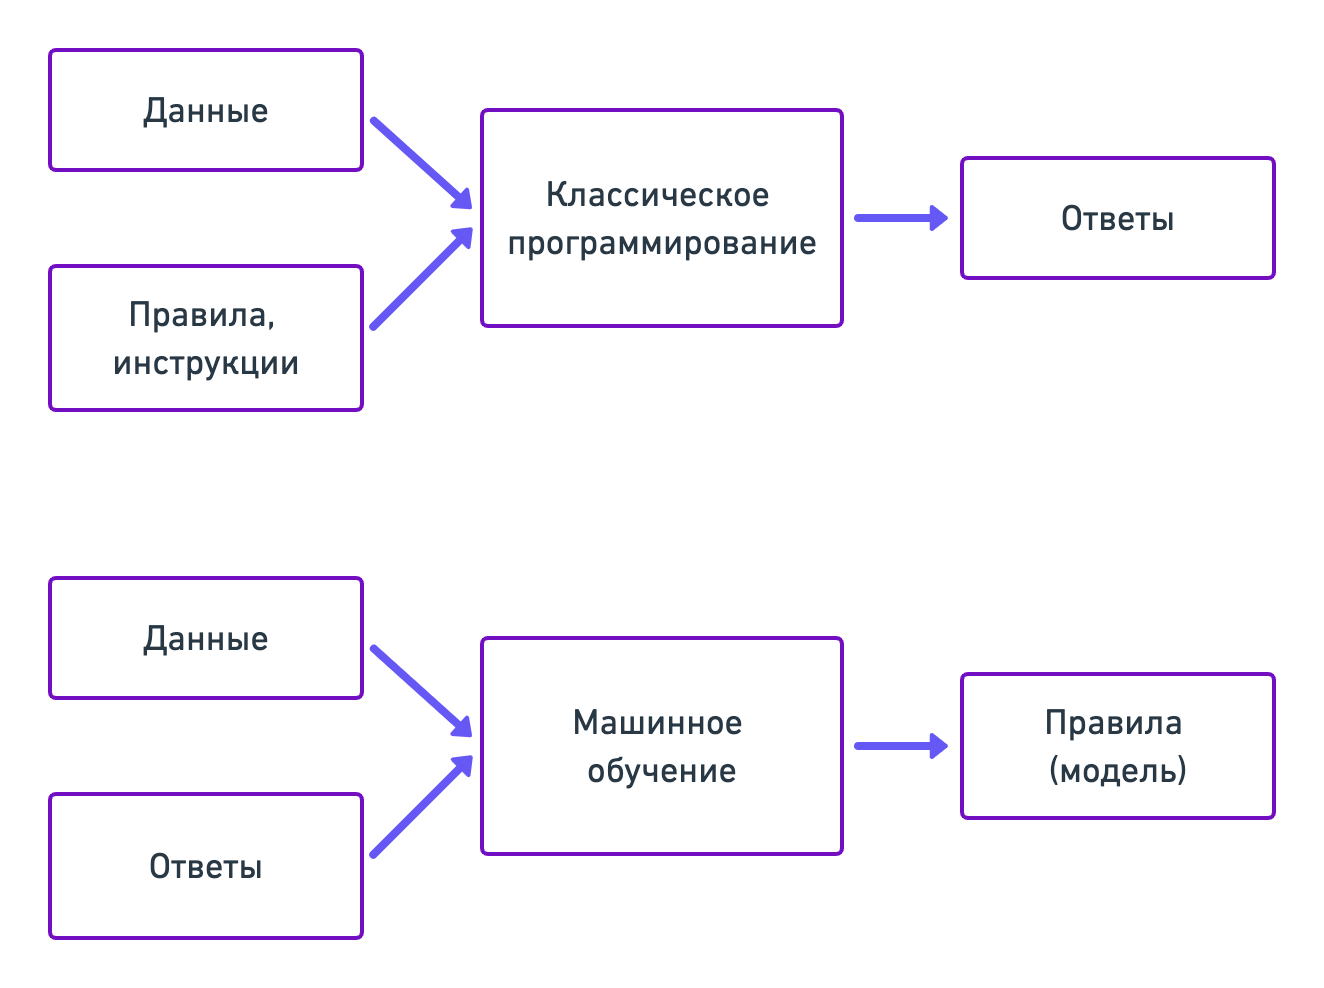 Данные
Правила,
инструкции
Классическое
программирование
Ответы
Данные
Ответы
Машинное
обучение
Правила
(модель)